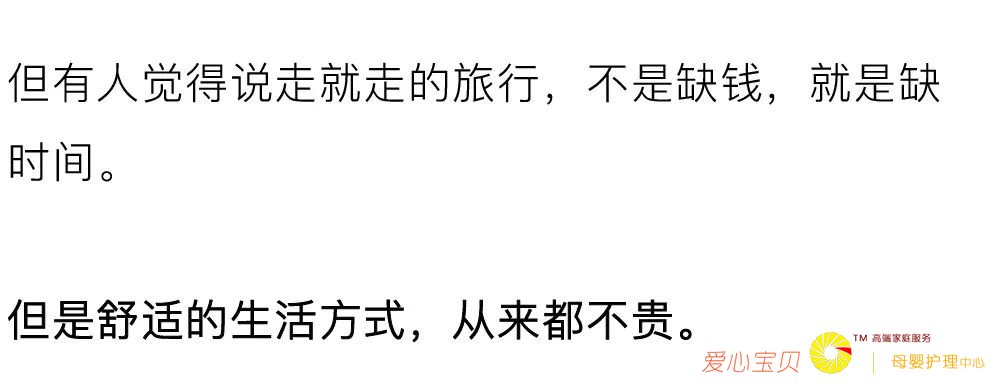 但有人觉得说走就走的旅行，不是缺钱，就是缺
时间。
但是舒适的生活方式，从来都不贵。
爱心宝贝 TM 高端家庭服务
母婴护理中心